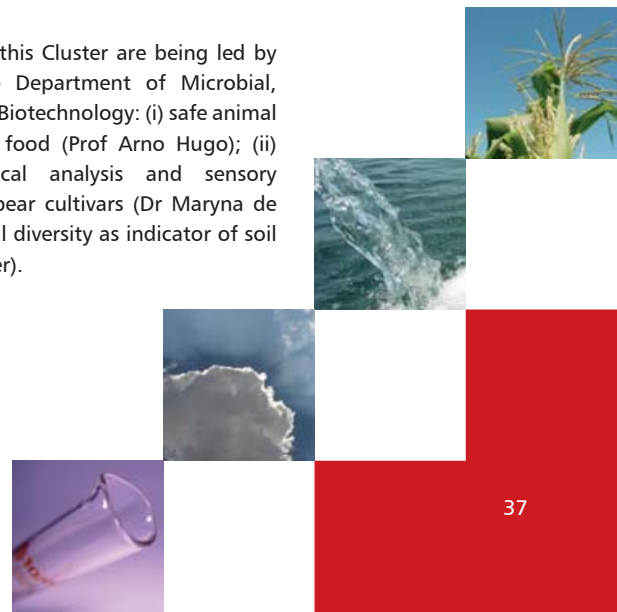 this Cluster are being led by
Department of Microbial,
Biotechnology: (i) safe animal
food (Prof Arno Hugo); (ii)
cal analysis and sensory
pear cultivars (Dr Maryna de
l diversity as indicator of soil
er).
37